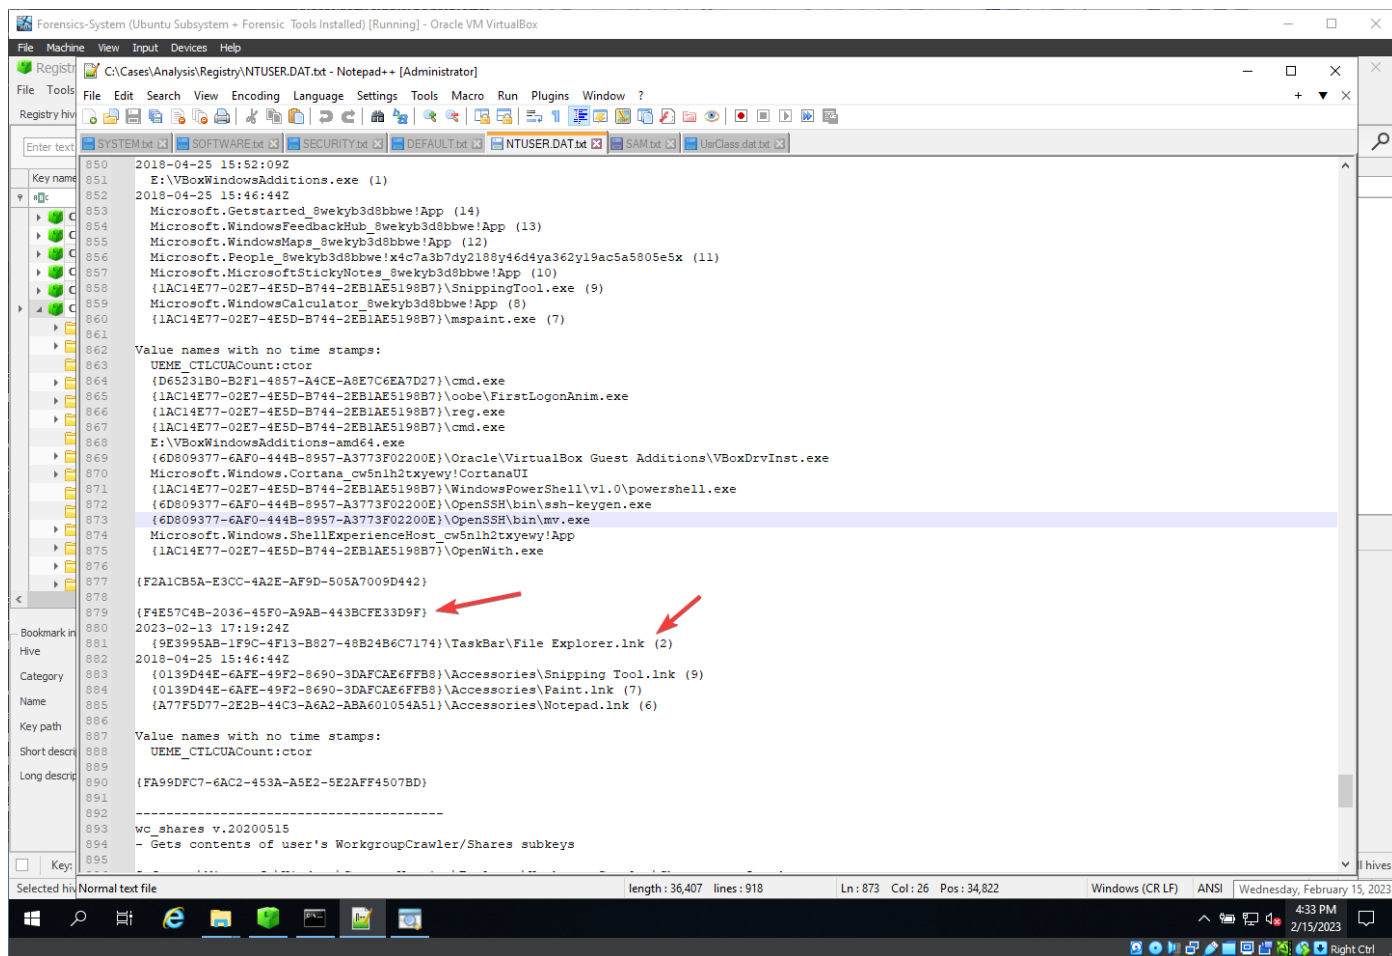 Forensics-System (Ubuntu Subsystem + Forensic Tools Installed) [Running] - Oracle VM VirtualBox
File Machine View Input Devices Help
Registr
C:\Cases\Analysis\Registry\NTUSER.DAT.txt - Notepad++ [Administrator]
File Tools
File Edit Search View Encoding Language Settings Tools Macro Run Plugins Window ?
Registry hiv
SYSTEM.txt SOFTWARE.txt SECURITY.txt DEFAULT.txt NTUSER.DAT.txt SAM.txt UsrClass.dat.txt
Enter text
Key name
850 2018-04-25 15:52:09Z
851 E:\VBoxWindowsAdditions.exe (1)
852 2018-04-25 15:46:44Z
853 Microsoft.Getstarted_8wekyb3d8bbwe!App (14)
854 Microsoft.WindowsFeedbackHub_8wekyb3d8bbwe!App (13)
855 Microsoft.WindowsMaps_8wekyb3d8bbwe!App (12)
856 Microsoft.People_8wekyb3d8bbwe!x4c7a3b7dy2188y46d4ya362y19ac5a5805e5x (11)
857 Microsoft.MicrosoftStickyNotes_8wekyb3d8bbwe!App (10)
858 {1AC14E77-02E7-4E5D-B744-2EB1AE5198B7}\SnippingTool.exe (9)
859 Microsoft.WindowsCalculator_8wekyb3d8bbwe!App (8)
860 {1AC14E77-02E7-4E5D-B744-2EB1AE5198B7}\mspaint.exe (7)
861
862 Value names with no time stamps:
863 UEME_CTLCUACount:ctor
864 {D65231B0-B2F1-4857-A4CE-A8E7C6EA7D27}\cmd.exe
865 {1AC14E77-02E7-4E5D-B744-2EB1AE5198B7}\oobe\FirstLogonAnim.exe
866 {1AC14E77-02E7-4E5D-B744-2EB1AE5198B7}\reg.exe
867 {1AC14E77-02E7-4E5D-B744-2EB1AE5198B7}\cmd.exe
868 E:\VBoxWindowsAdditions-amd64.exe
869 {6D809377-6AF0-444B-8957-A3773F02200E}\Oracle\VirtualBox Guest Additions\VBoxDrvInst.exe
870 Microsoft.Windows.Cortana_cw5n1h2txyewy!CortanaUI
871 {1AC14E77-02E7-4E5D-B744-2EB1AE5198B7}\WindowsPowerShell\v1.0\powershell.exe
872 {6D809377-6AF0-444B-8957-A3773F02200E}\OpenSSH\bin\ssh-keygen.exe
873 {6D809377-6AF0-444B-8957-A3773F02200E}\OpenSSH\bin\mv.exe
874 Microsoft.Windows.ShellExperienceHost_cw5n1h2txyewy!App
875 {1AC14E77-02E7-4E5D-B744-2EB1AE5198B7}\OpenWith.exe
876
877 {F2A1CB5A-E3CC-4A2E-AF9D-505A7009D442}
878
879 {F4E57C4B-2036-45F0-A9AB-443BCFE33D9F}
880 2023-02-13 17:19:24Z
881 {9E3995AB-1F9C-4F13-B827-48B24B6C7174}\TaskBar\File Explorer.lnk (2)
882 2018-04-25 15:46:44Z
883 {0139D44E-6AFE-49F2-8690-3DAFCAE6FFB8}\Accessories\Snipping Tool.lnk (9)
884 {0139D44E-6AFE-49F2-8690-3DAFCAE6FFB8}\Accessories\Paint.lnk (7)
885 {A77F5D77-2E2B-44C3-A6A2-ABA601054A51}\Accessories\Notepad.lnk (6)
886
887 Value names with no time stamps:
888 UEME_CTLCUACount:ctor
889
890 {FA99DFC7-6AC2-453A-A5E2-5E2AFF4507BD}
891
892 ----------------------------------------
893 wc_shares v.20200515
894 - Gets contents of user's WorkgroupCrawler/Shares subkeys
895
Bookmark in
Hive
Category
Name
Key path
Short descri
Long descrip
Key:
ll hives
Selected hiv
Normal text file length : 36,407 lines : 918 Ln : 873 Col : 26 Pos : 34,822 Windows (CR LF) ANSI
Wednesday, February 15, 2023
4:33 PM
2/15/2023
Right Ctrl